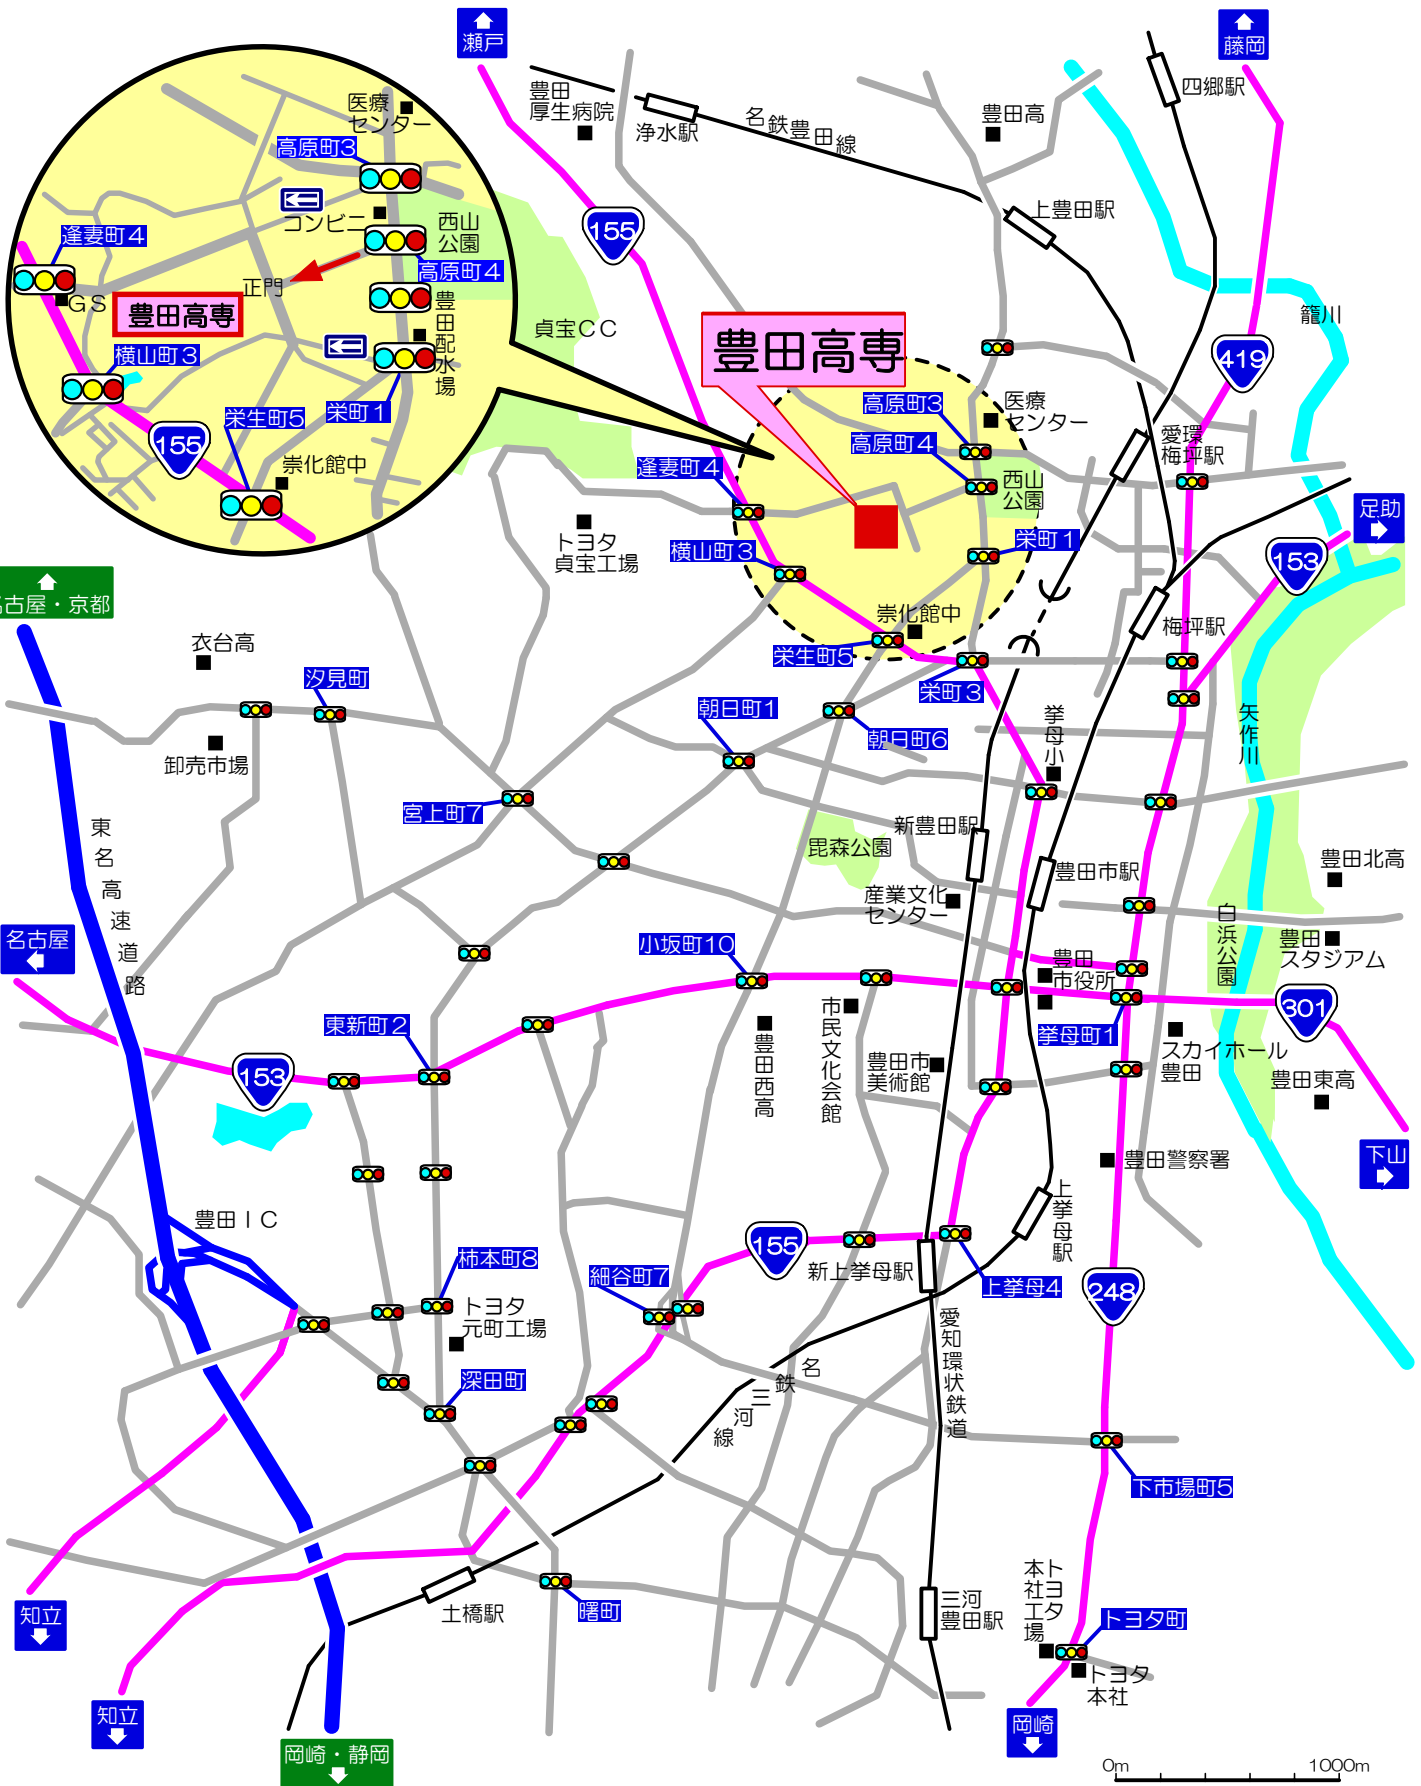 瀬戸
藤岡
医療
センター
高原町3
コンビニ
西山
公園
逢妻町4
高原町4
正門
GS
豊田高専
豊田配水場
横山町3
栄町1
栄生町5
155
崇化館中
豊田
厚生病院
浄水駅
名鉄豊田線
豊田高
四郷駅
上豊田駅
155
籠川
貞宝CC
豊田高専
419
高原町3
医療
センター
高原町4
愛環
梅坪駅
逢妻町4
西山
公園
足助
トヨタ
貞宝工場
横山町3
栄町1
153
名古屋・京都
崇化館中
梅坪駅
衣台高
栄生町5
栄町3
汐見町
朝日町1
朝日町6
挙母小
矢作川
卸売市場
宮上町7
新豊田駅
毘森公園
東名高速道路
豊田市駅
豊田北高
産業文化
センター
白浜公園
名古屋
小坂町10
豊田
市役所
豊田
スタジアム
301
東新町2
市民文化会館
挙母町1
豊田西高
豊田市
美術館
スカイホール
豊田
153
豊田東高
豊田警察署
下山
豊田IC
上挙母駅
柿本町8
155
新上挙母駅
細谷町7
上挙母4
248
トヨタ
元町工場
愛知環状鉄道
深田町
名鉄三河線
下市場町5
土橋駅
曙町
三河
豊田駅
トヨタ
本社工場
トヨタ町
トヨタ
本社
知立
知立
岡崎・静岡
岡崎
0m
1000m